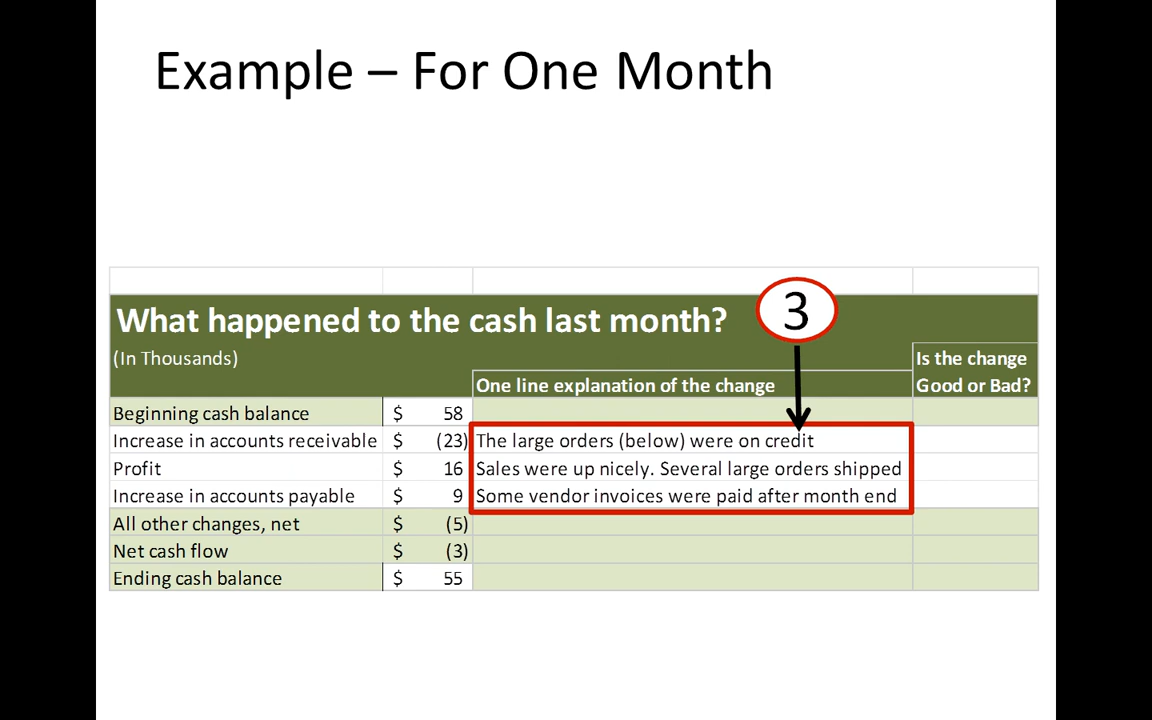 Example – For One Month
What happened to the cash last month?
3
(In Thousands)
Is the change
One line explanation of the change
Good or Bad?
Beginning cash balance $ 58
Increase in accounts receivable $ (23) The large orders (below) were on credit
Profit $ 16 Sales were up nicely. Several large orders shipped
Increase in accounts payable $ 9 Some vendor invoices were paid after month end
All other changes, net $ (5)
Net cash flow $ (3)
Ending cash balance $ 55